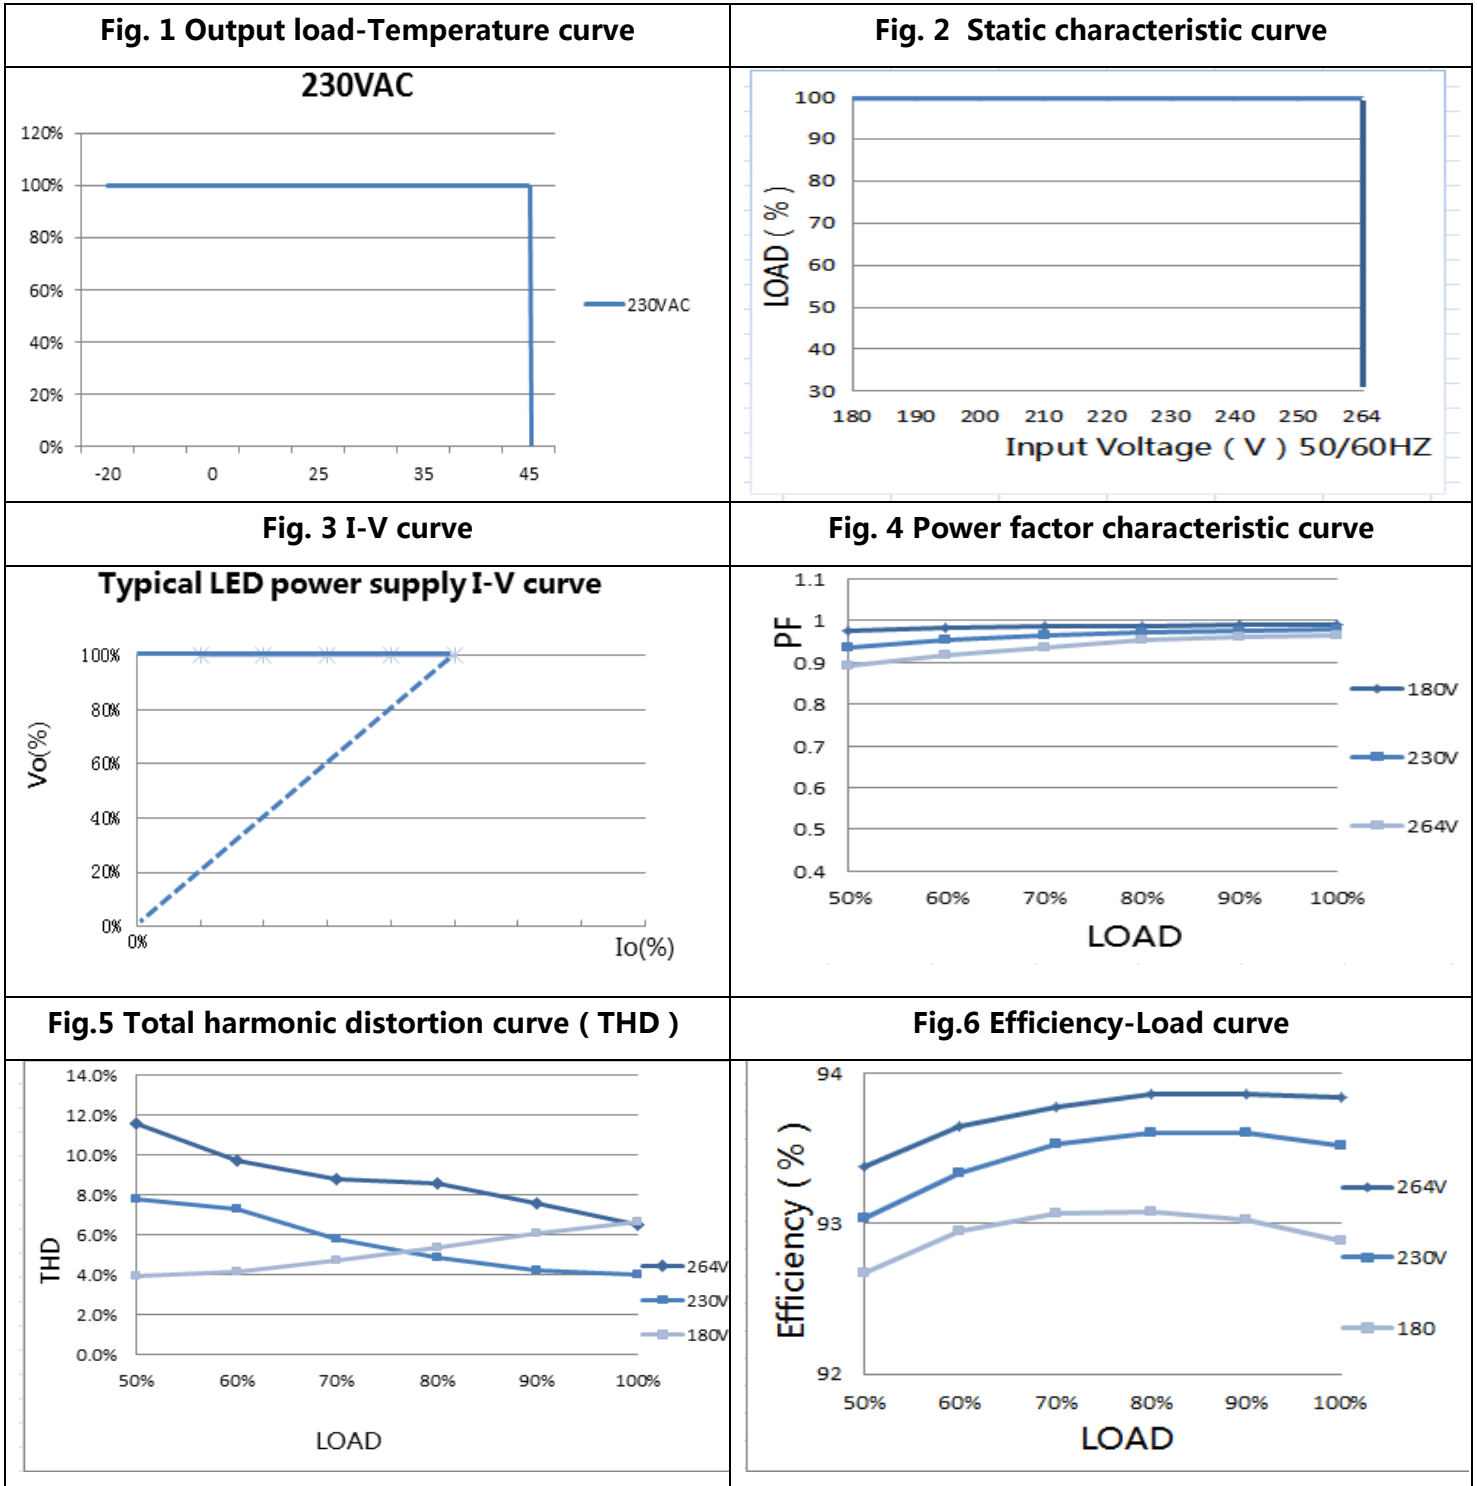 Fig. 1 Output load-Temperature curve
Fig. 2 Static characteristic curve
230VAC
120%
100%
80%
60%
40%
20%
0%
-20 0 25 35 45
230VAC
LOAD ( % )
100
90
80
70
60
50
40
30
180 190 200 210 220 230 240 250 264
Input Voltage ( V ) 50/60HZ
Fig. 3 I-V curve
Fig. 4 Power factor characteristic curve
Typical LED power supply I-V curve
Vo(%)
100%
80%
60%
40%
20%
0%
0%
Io(%)
PF
1.1
1
0.9
0.8
0.7
0.6
0.5
0.4
50% 60% 70% 80% 90% 100%
LOAD
180V
230V
264V
Fig.5 Total harmonic distortion curve ( THD )
Fig.6 Efficiency-Load curve
THD
14.0%
12.0%
10.0%
8.0%
6.0%
4.0%
2.0%
0.0%
50% 60% 70% 80% 90% 100%
LOAD
264V
230V
180V
Efficiency ( % )
94
93
92
50% 60% 70% 80% 90% 100%
LOAD
264V
230V
180